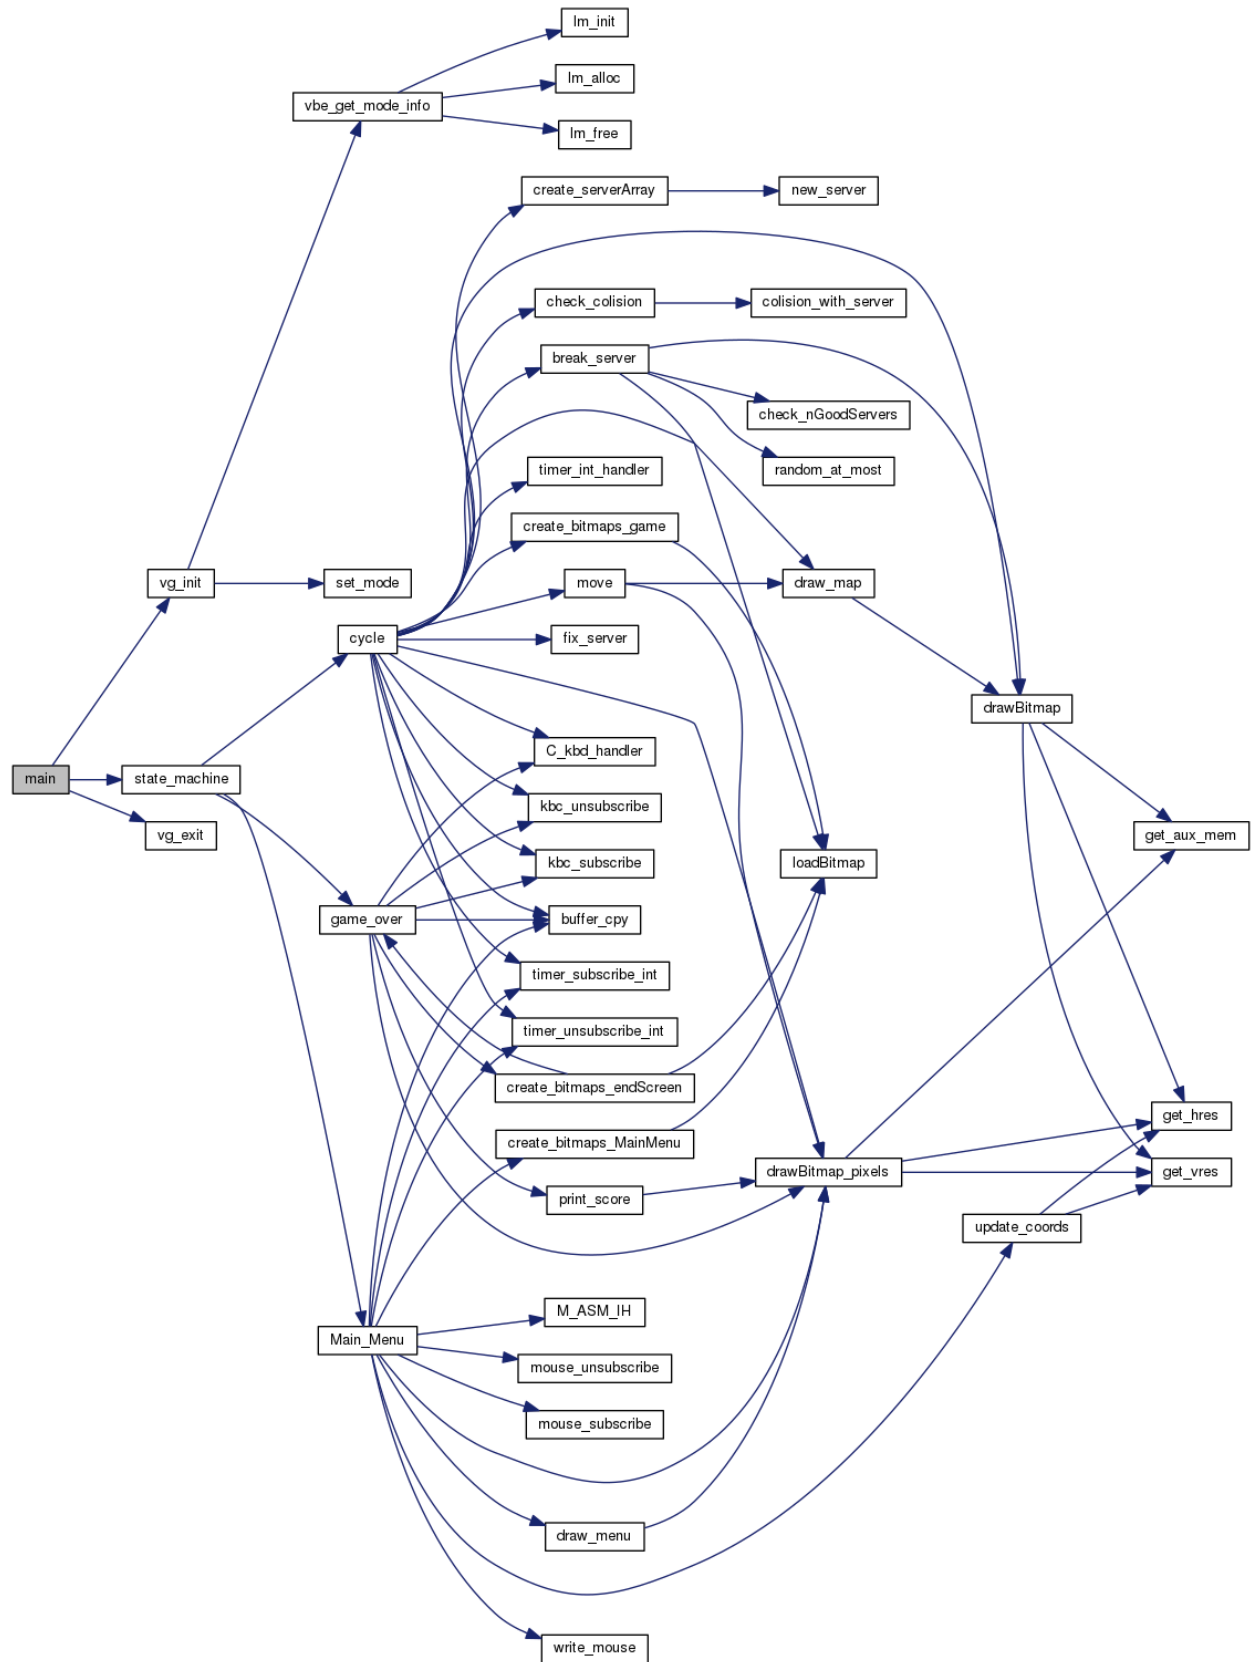 lm_init
lm_alloc
vbe_get_mode_info
lm_free
create_serverArray
new_server
check_colision
colision_with_server
break_server
check_nGoodServers
timer_int_handler
random_at_most
create_bitmaps_game
vg_init
set_mode
move
draw_map
cycle
fix_server
drawBitmap
C_kbd_handler
main
state_machine
kbc_unsubscribe
vg_exit
get_aux_mem
kbc_subscribe
loadBitmap
game_over
buffer_cpy
timer_subscribe_int
timer_unsubscribe_int
create_bitmaps_endScreen
get_hres
create_bitmaps_MainMenu
drawBitmap_pixels
get_vres
print_score
update_coords
M_ASM_IH
Main_Menu
mouse_unsubscribe
mouse_subscribe
draw_menu
write_mouse